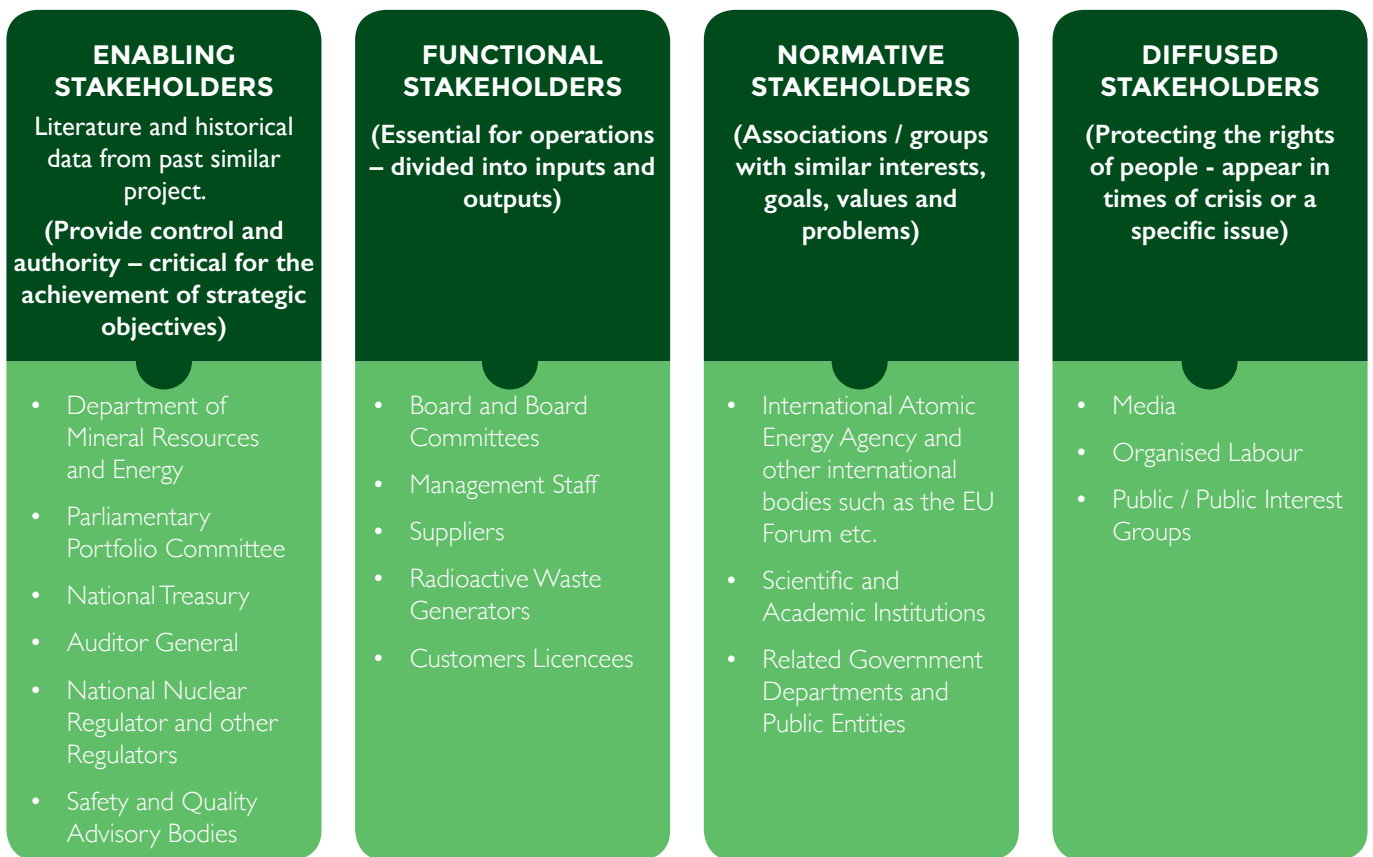 ENABLING
STAKEHOLDERS
Literature and historical
data from past similar
project.
(Provide control and
authority – critical for the
achievement of strategic
objectives)
• Department of
Mineral Resources
and Energy
• Parliamentary
Portfolio Committee
• National Treasury
• Auditor General
• National Nuclear
Regulator and other
Regulators
• Safety and Quality
Advisory Bodies
FUNCTIONAL
STAKEHOLDERS
(Essential for operations
– divided into inputs and
outputs)
• Board and Board
Committees
• Management Staff
• Suppliers
• Radioactive Waste
Generators
• Customers Licencees
NORMATIVE
STAKEHOLDERS
(Associations / groups
with similar interests,
goals, values and
problems)
• International Atomic
Energy Agency and
other international
bodies such as the EU
Forum etc.
• Scientific and
Academic Institutions
• Related Government
Departments and
Public Entities
DIFFUSED
STAKEHOLDERS
(Protecting the rights
of people - appear in
times of crisis or a
specific issue)
• Media
• Organised Labour
• Public / Public Interest
Groups